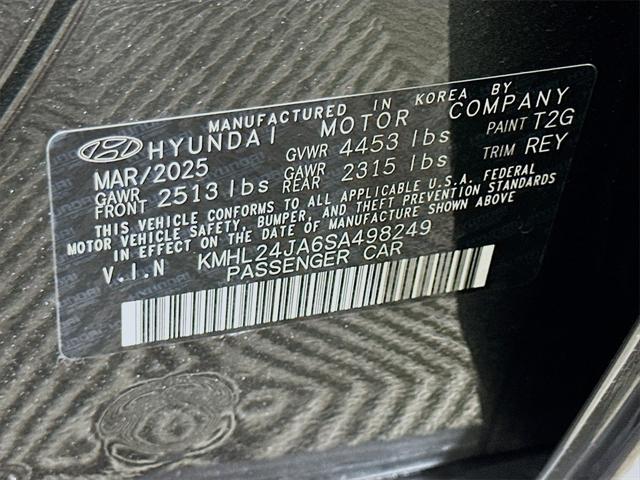 MANUFACTURED IN KOREA BY
HYUNDAI MOTOR COMPANY
MAR/2025 GVWR 4453 lbs PAINT T2G
GAWR FRONT 2513 lbs GAWR REAR 2315 lbs TRIM REY
THIS VEHICLE CONFORMS TO ALL APPLICABLE U.S.A. FEDERAL
MOTOR VEHICLE SAFETY, BUMPER, AND THEFT PREVENTION STANDARDS
IN EFFECT ON THE DATE OF MANUFACTURE SHOWN ABOVE
V.I.N KMHL24JA6SA498249
PASSENGER CAR